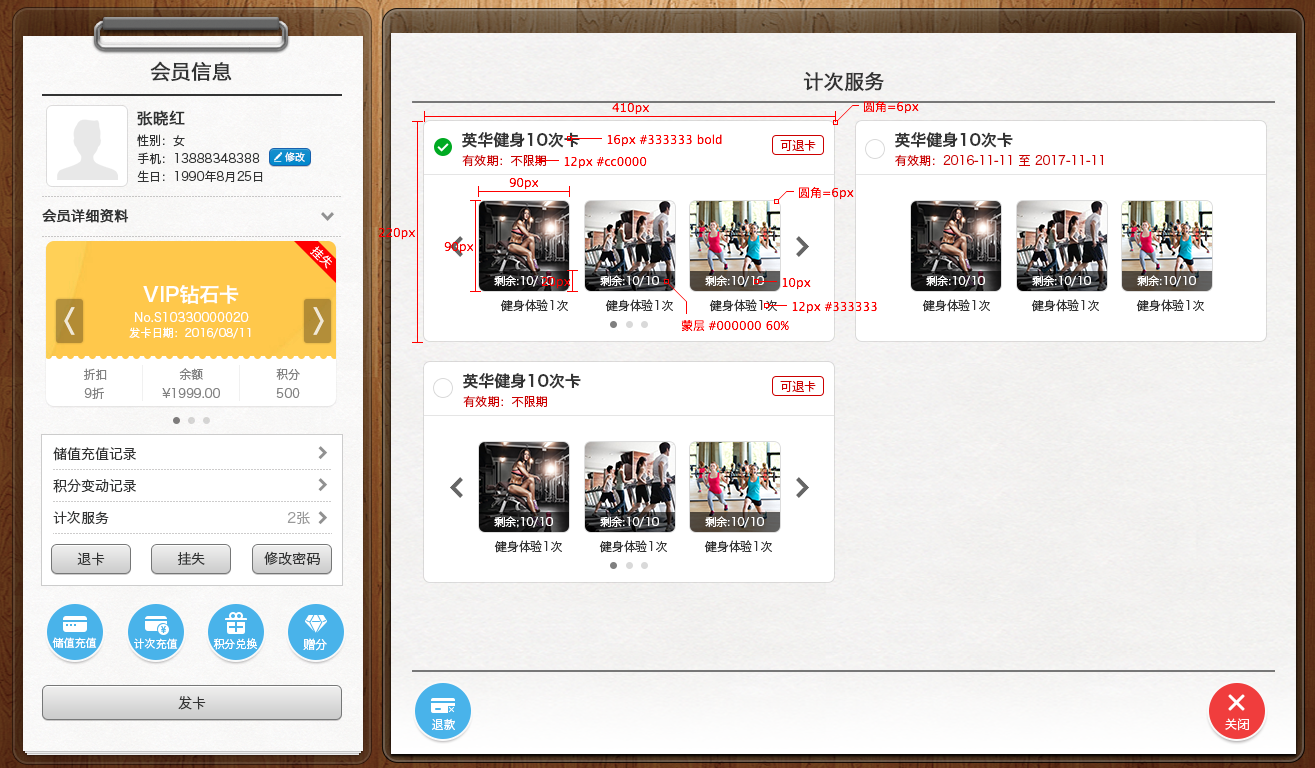 会员信息
张晓红
性别：女
手机：13888348388
修改
生日：1990年8月25日
会员详细资料
挂失
VIP钻石卡
No.S10330000020
发卡日期：2016/08/11
折扣 余额 积分
9折 ¥1999.00 500
储值充值记录
积分变动记录
计次服务 2张
退卡 挂失 修改密码
储值充值 计次充值 积分兑换 赠分
发卡
计次服务
410px
圆角=6px
英华健身10次卡
16px #333333 bold
可退卡
有效期：不限期
12px #cc0000
90px
圆角=6px
220px
90px
剩余:10/10 剩余:10/10 剩余:10/10
10px
健身体验1次 健身体验1次 健身体验1次
12px #333333
蒙层 #000000 60%
英华健身10次卡
有效期：2016-11-11 至 2017-11-11
剩余:10/10 剩余:10/10 剩余:10/10
健身体验1次 健身体验1次 健身体验1次
英华健身10次卡
可退卡
有效期：不限期
剩余:10/10 剩余:10/10 剩余:10/10
健身体验1次 健身体验1次 健身体验1次
退款
关闭